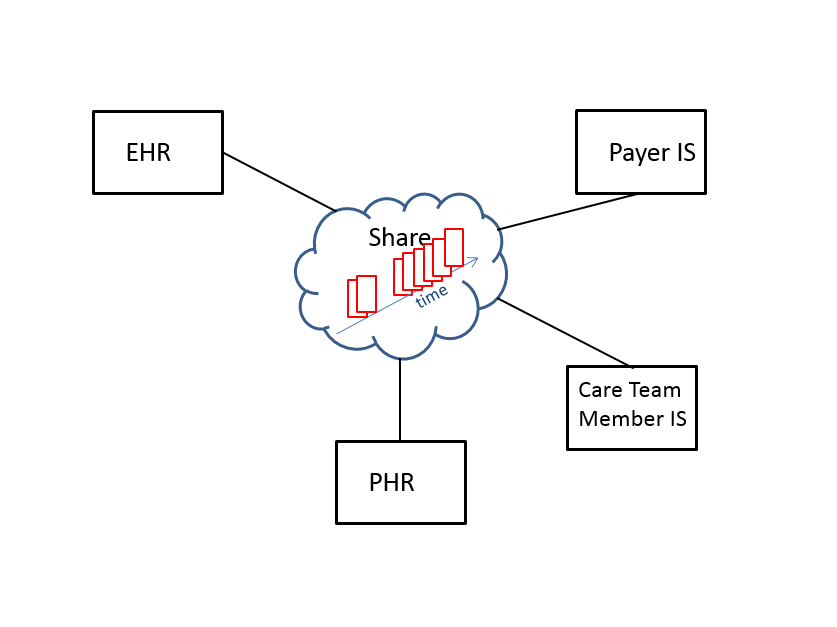 EHR
Payer IS
Share
time
Care Team
Member IS
PHR